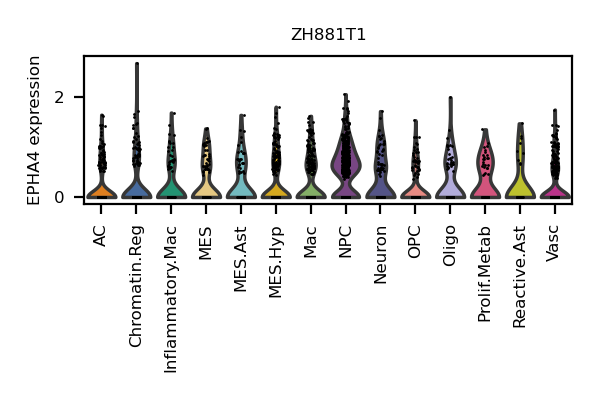 ZH881T1
EPHA4 expression
2
0
AC
Chromatin.Reg
Inflammatory.Mac
MES
MES.Ast
MES.Hyp
Mac
NPC
Neuron
OPC
Oligo
Prolif.Metab
Reactive.Ast
Vasc